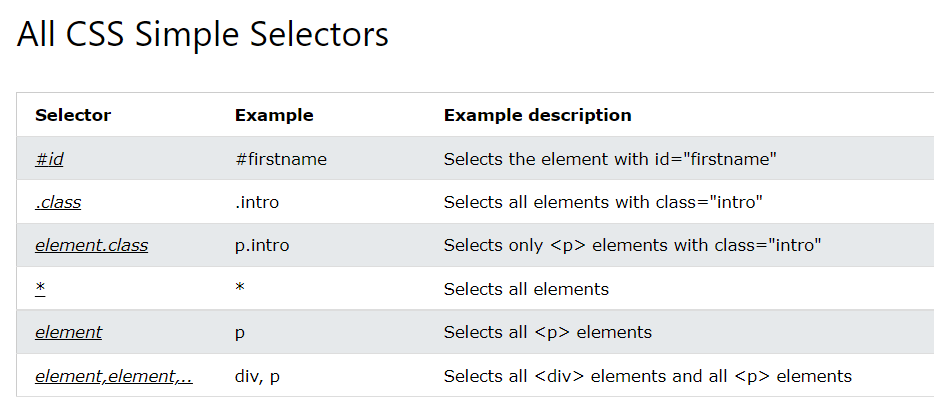 All CSS Simple Selectors
Selector Example Example description
#id #firstname Selects the element with id="firstname"
.class .intro Selects all elements with class="intro"
element.class p.intro Selects only <p> elements with class="intro"
* * Selects all elements
element p Selects all <p> elements
element,element,.. div, p Selects all <div> elements and all <p> elements